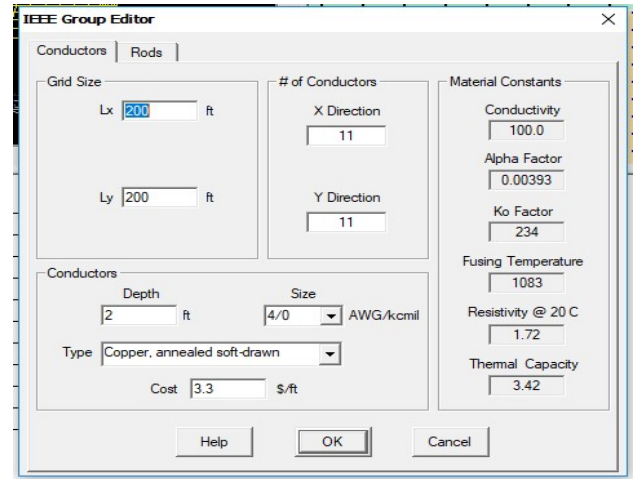 IEEE Group Editor
Conductors
Rods
Grid Size
Lx 200 ft
Ly 200 ft
# of Conductors
X Direction
11
Y Direction
11
Material Constants
Conductivity
100.0
Alpha Factor
0.00393
Ko Factor
234
Fusing Temperature
1083
Resistivity @ 20 C
1.72
Thermal Capacity
3.42
Conductors
Depth
2 ft
Size
4/0 AWG/kcmil
Type Copper, annealed soft-drawn
Cost 3.3 $/ft
Help
OK
Cancel